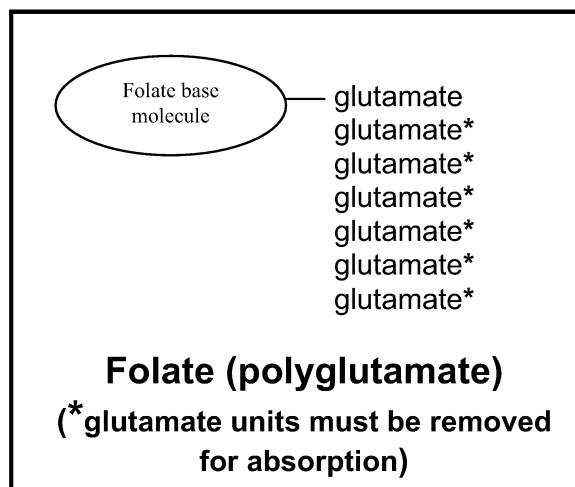 Folate base
molecule
glutamate
glutamate*
glutamate*
glutamate*
glutamate*
glutamate*
glutamate*
Folate (polyglutamate)
(*glutamate units must be removed
for absorption)